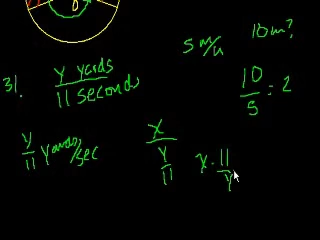 5 m/h 10 m?
31. y yards / 11 seconds
10/5 = 2
y/11 yards/sec
x / (y/11)
x · 11/y